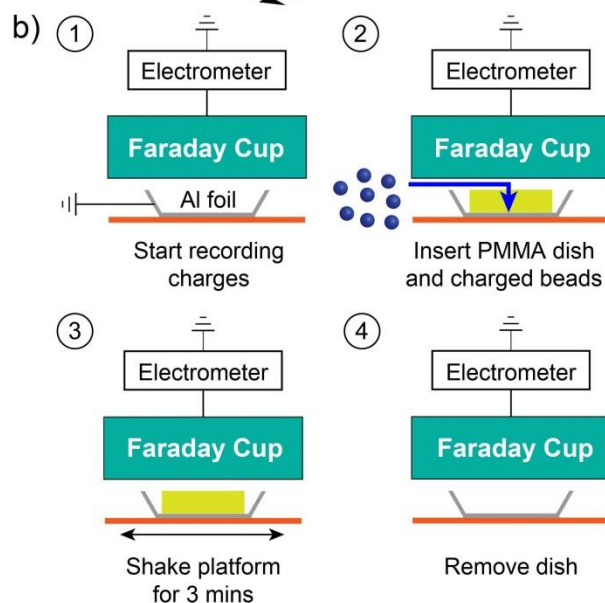 b)
1
Electrometer
Faraday Cup
Al foil
Start recording
charges
2
Electrometer
Faraday Cup
Insert PMMA dish
and charged beads
3
Electrometer
Faraday Cup
Shake platform
for 3 mins
4
Electrometer
Faraday Cup
Remove dish